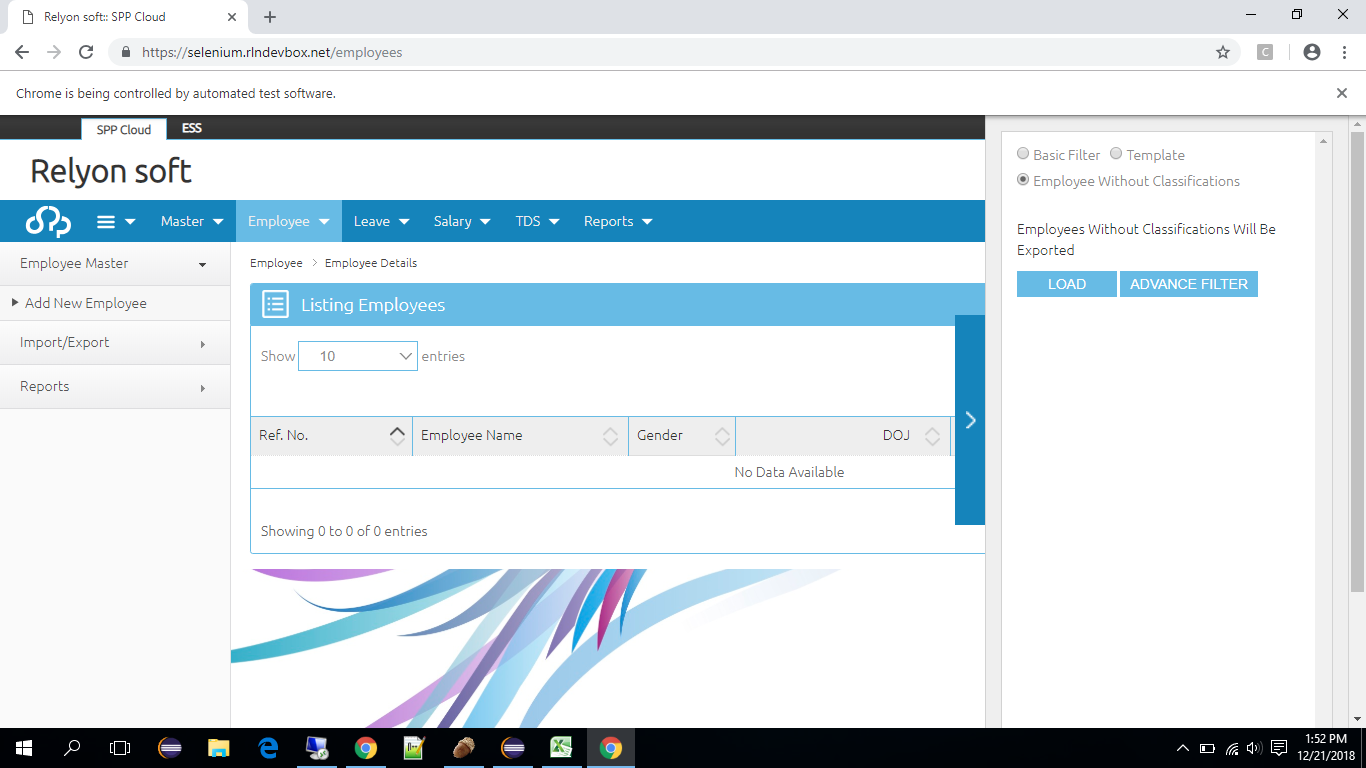 Relyon soft:: SPP Cloud
https://selenium.rlndevbox.net/employees
C
Chrome is being controlled by automated test software.
SPP Cloud ESS
Relyon soft
Master Employee Leave Salary TDS Reports
Employee Master
Add New Employee
Import/Export
Reports
Employee > Employee Details
Listing Employees
Show 10 entries
Ref. No. Employee Name Gender DOJ
No Data Available
Showing 0 to 0 of 0 entries
Basic Filter Template
Employee Without Classifications
Employees Without Classifications Will Be
Exported
LOAD ADVANCE FILTER
1:52 PM
12/21/2018